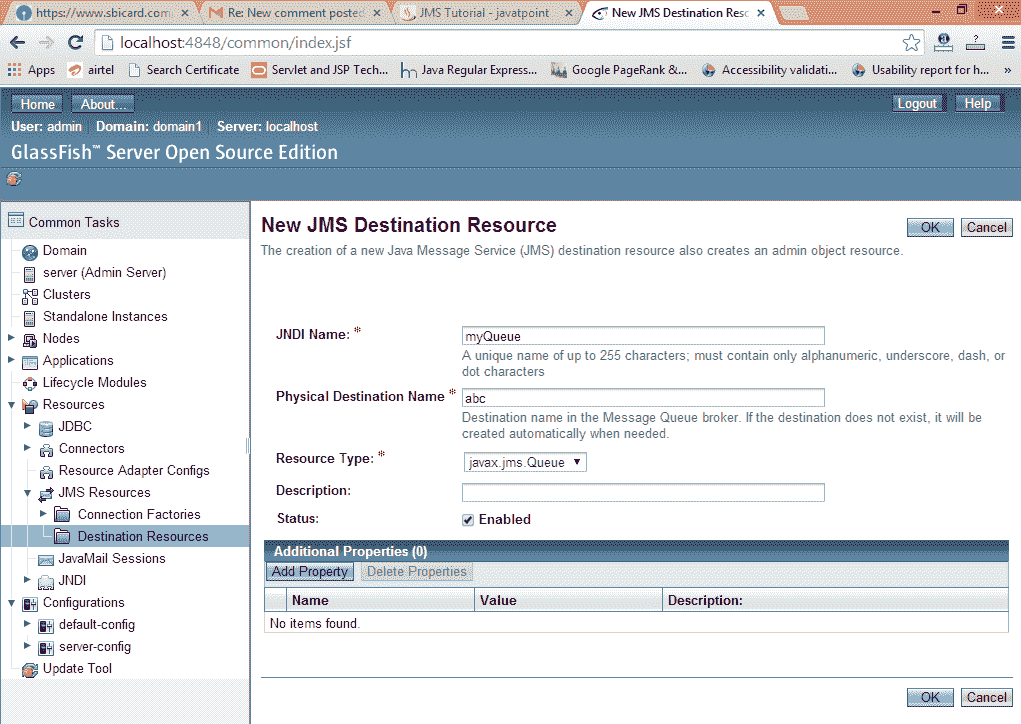 https://www.sbicard.com
Re: New comment posted
JMS Tutorial - javatpoint
New JMS Destination Resc
localhost:4848/common/index.jsf
Apps
airtel
Search Certificate
Servlet and JSP Tech...
Java Regular Express...
Google PageRank &...
Accessibility validati...
Usability report for h...
»
Home
About...
Logout
Help
User: admin
Domain: domain1
Server: localhost
GlassFish™ Server Open Source Edition
Common Tasks
Domain
server (Admin Server)
Clusters
Standalone Instances
Nodes
Applications
Lifecycle Modules
Resources
JDBC
Connectors
Resource Adapter Configs
JMS Resources
Connection Factories
Destination Resources
JavaMail Sessions
JNDI
Configurations
default-config
server-config
Update Tool
New JMS Destination Resource
OK
Cancel
The creation of a new Java Message Service (JMS) destination resource also creates an admin object resource.
JNDI Name: *
myQueue
A unique name of up to 255 characters; must contain only alphanumeric, underscore, dash, or
dot characters
Physical Destination Name *
abc
Destination name in the Message Queue broker. If the destination does not exist, it will be
created automatically when needed.
Resource Type: *
javax.jms.Queue
Description:
Status:
Enabled
Additional Properties (0)
Add Property
Delete Properties
Name
Value
Description:
No items found.
OK
Cancel